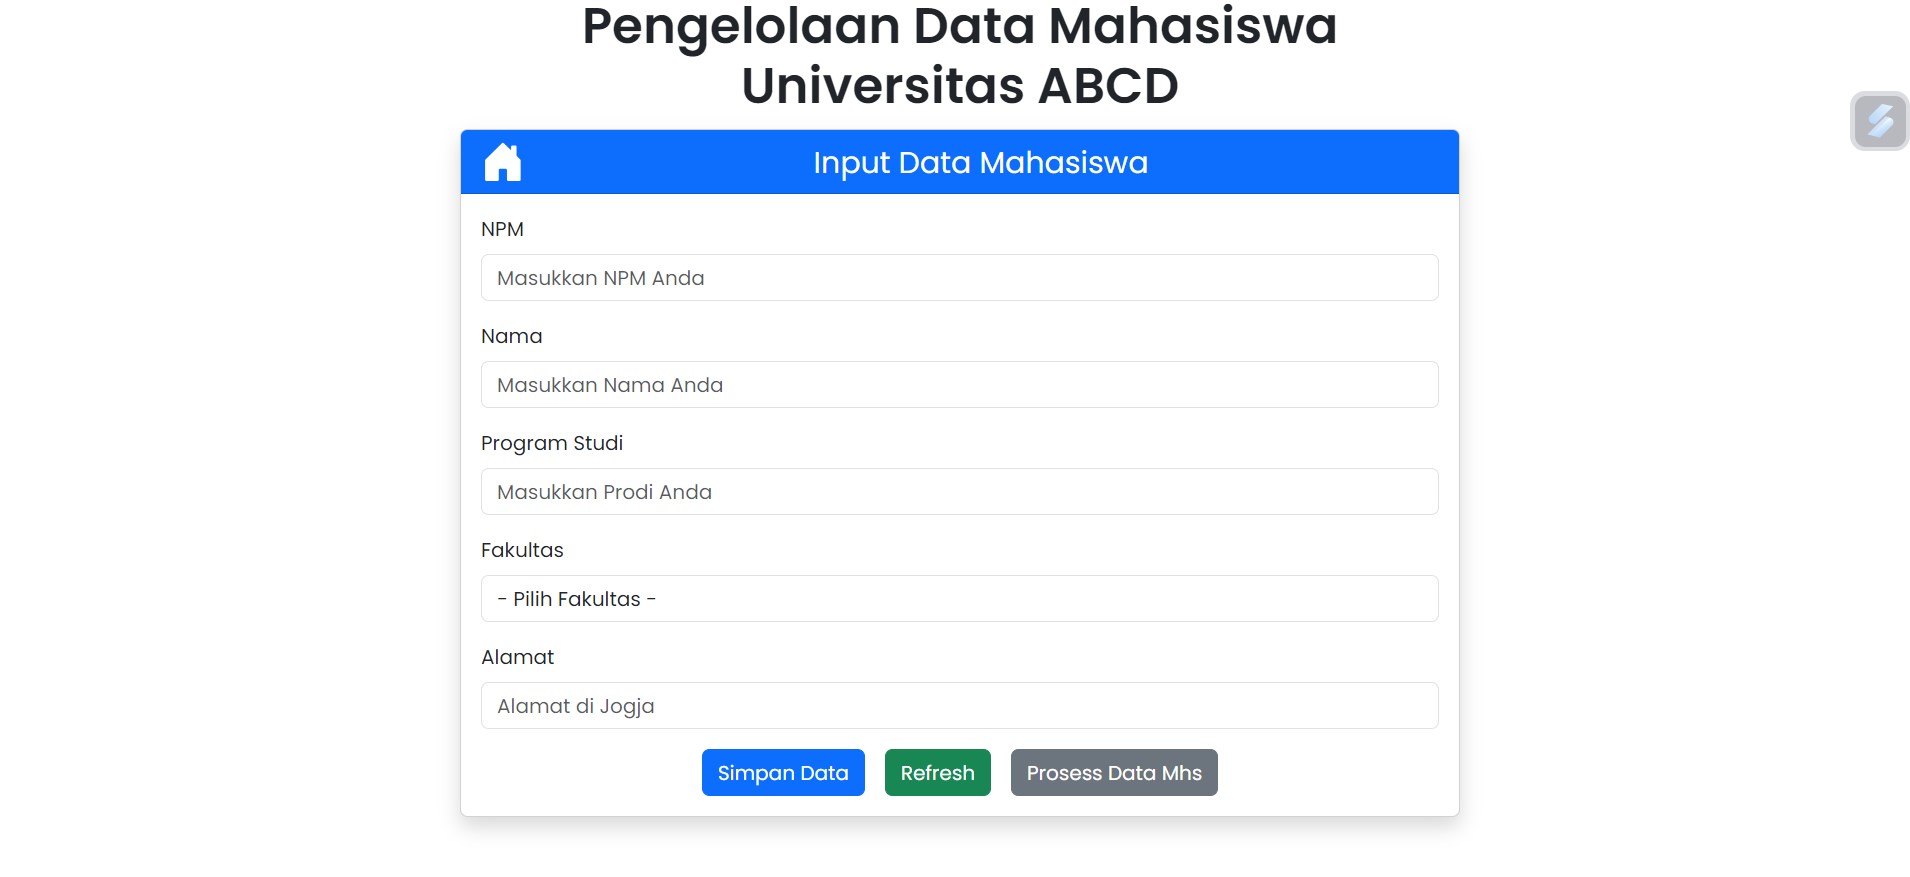 Pengelolaan Data Mahasiswa
Universitas ABCD
Input Data Mahasiswa
NPM
Masukkan NPM Anda
Nama
Masukkan Nama Anda
Program Studi
Masukkan Prodi Anda
Fakultas
- Pilih Fakultas -
Alamat
Alamat di Jogja
Simpan Data Refresh Prosess Data Mhs